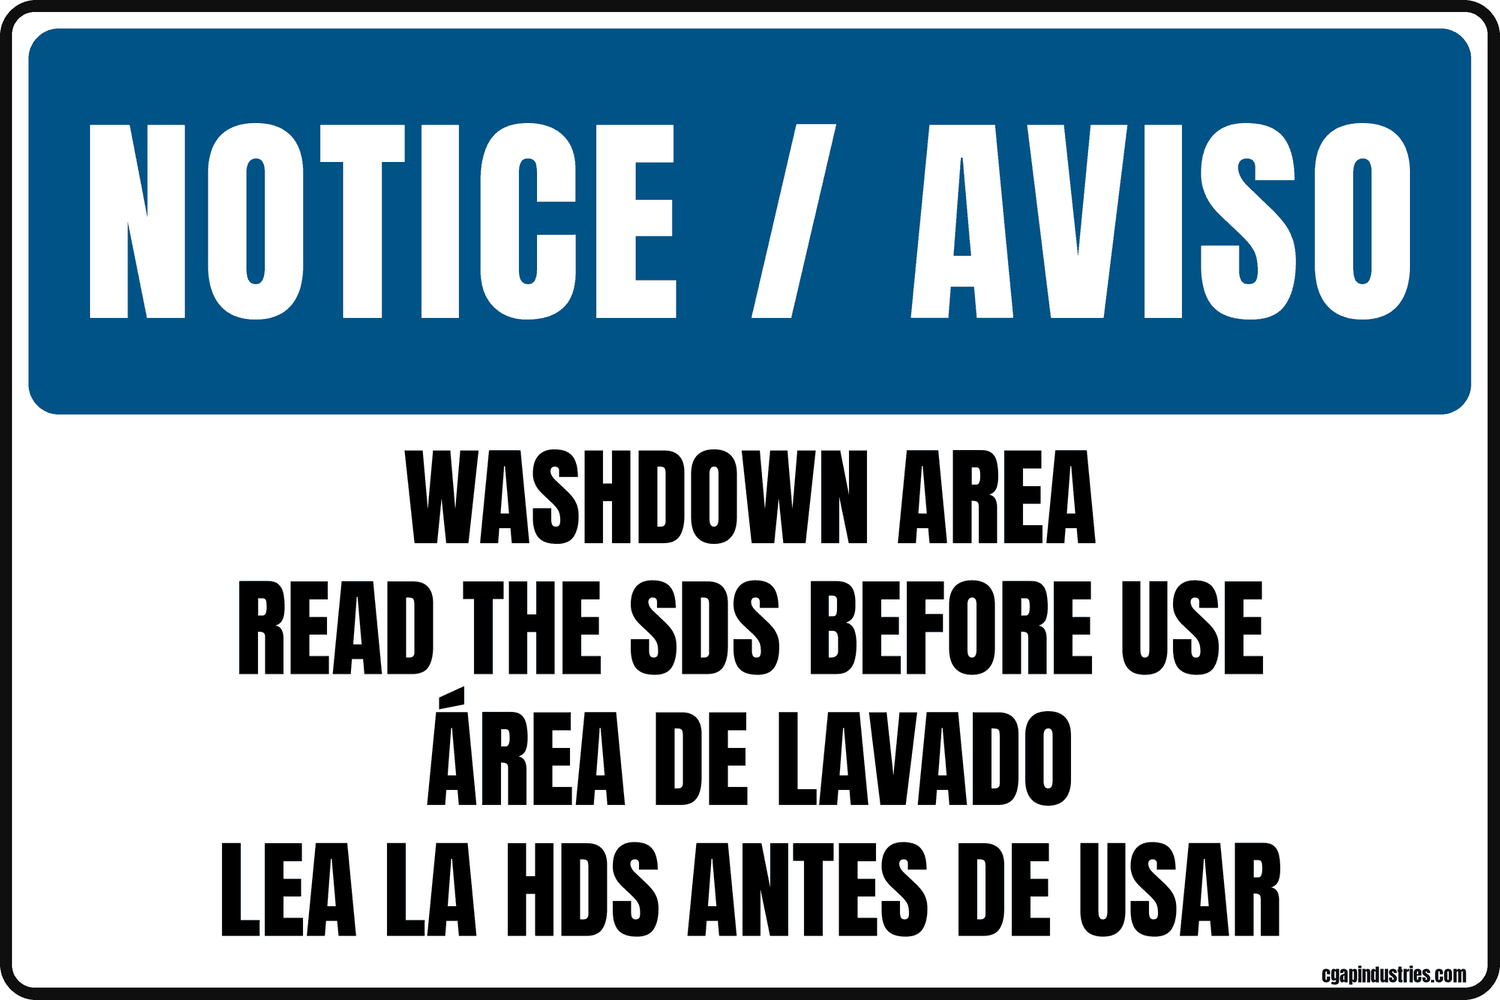 NOTICE / AVISO
WASHDOWN AREA
READ THE SDS BEFORE USE
ÁREA DE LAVADO
LEA LA HDS ANTES DE USAR
cgapindustries.com